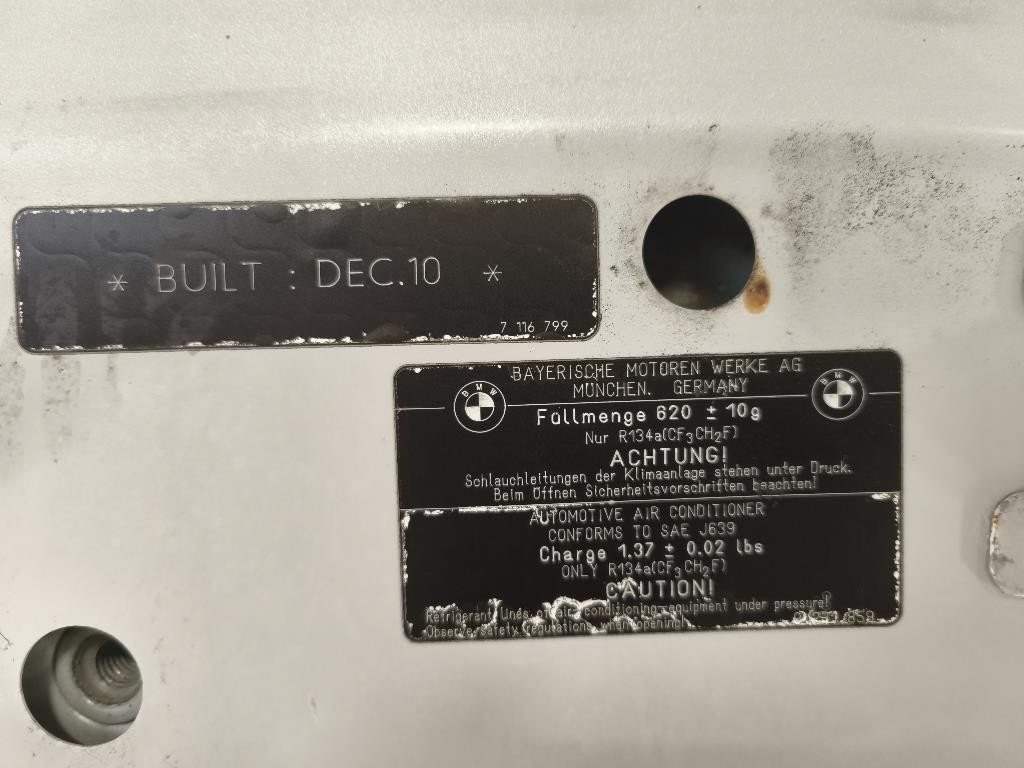 * BUILT : DEC.10 *
7 116 799
BAYERISCHE MOTOREN WERKE AG
MÜNCHEN, GERMANY
BMW
BMW
Füllmenge 620 ± 10g
Nur R134a(CF₃CH₂F)
ACHTUNG!
Schlauchleitungen der Klimaanlage stehen unter Druck.
Beim Öffnen Sicherheitsvorschriften beachten!
AUTOMOTIVE AIR CONDITIONER
CONFORMS TO SAE J639
Charge 1.37 ± 0.02 lbs
ONLY R134a(CF₃CH₂F)
CAUTION!
Refrigerant lines of air conditioning equipment under pressure!
Observe safety regulations when opening!